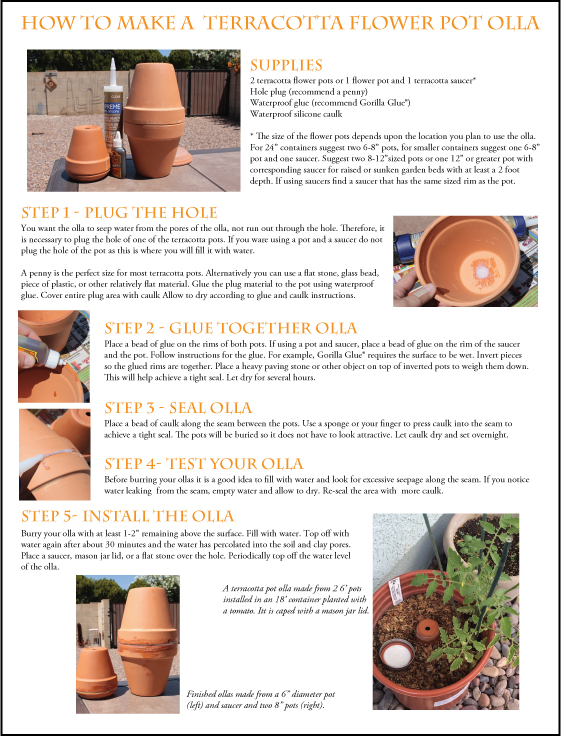 HOW TO MAKE A TERRACOTTA FLOWER POT OLLA
SUPPLIES
2 terracotta flower pots or 1 flower pot and 1 terracotta saucer*
Hole plug (recommend a penny)
Waterproof glue (recommend Gorilla Glue®)
Waterproof silicone caulk
* The size of the flower pots depends upon the location you plan to use the olla.
For 24" containers suggest two 6-8" pots, for smaller containers suggest one 6-8"
pot and one saucer. Suggest two 8-12"sized pots or one 12" or greater pot with
corresponding saucer for raised or sunken garden beds with at least a 2 foot
depth. If using saucers find a saucer that has the same sized rim as the pot.
STEP 1 - PLUG THE HOLE
You want the olla to seep water from the pores of the olla, not run out through the hole. Therefore, it
is necessary to plug the hole of one of the terracotta pots. If you ware using a pot and a saucer do not
plug the hole of the pot as this is where you will fill it with water.
A penny is the perfect size for most terracotta pots. Alternatively you can use a flat stone, glass bead,
piece of plastic, or other relatively flat material. Glue the plug material to the pot using waterproof
glue. Cover entire plug area with caulk Allow to dry according to glue and caulk instructions.
STEP 2 - GLUE TOGETHER OLLA
Place a bead of glue on the rims of both pots. If using a pot and saucer, place a bead of glue on the rim of the saucer
and the pot. Follow instructions for the glue. For example, Gorilla Glue® requires the surface to be wet. Invert pieces
so the glued rims are together. Place a heavy paving stone or other object on top of inverted pots to weigh them down.
This will help achieve a tight seal. Let dry for several hours.
STEP 3 - SEAL OLLA
Place a bead of caulk along the seam between the pots. Use a sponge or your finger to press caulk into the seam to
achieve a tight seal. The pots will be buried so it does not have to look attractive. Let caulk dry and set overnight.
STEP 4- TEST YOUR OLLA
Before burring your ollas it is a good idea to fill with water and look for excessive seepage along the seam. If you notice
water leaking from the seam, empty water and allow to dry. Re-seal the area with more caulk.
STEP 5- INSTALL THE OLLA
Burry your olla with at least 1-2" remaining above the surface. Fill with water. Top off with
water again after about 30 minutes and the water has percolated into the soil and clay pores.
Place a saucer, mason jar lid, or a flat stone over the hole. Periodically top off the water level
of the olla.
A terracotta pot olla made from 2 6' pots
installed in an 18' container planted with
a tomato. Itt is caped with a mason jar lid.
Finished ollas made from a 6" diameter pot
(left) and saucer and two 8" pots (right).